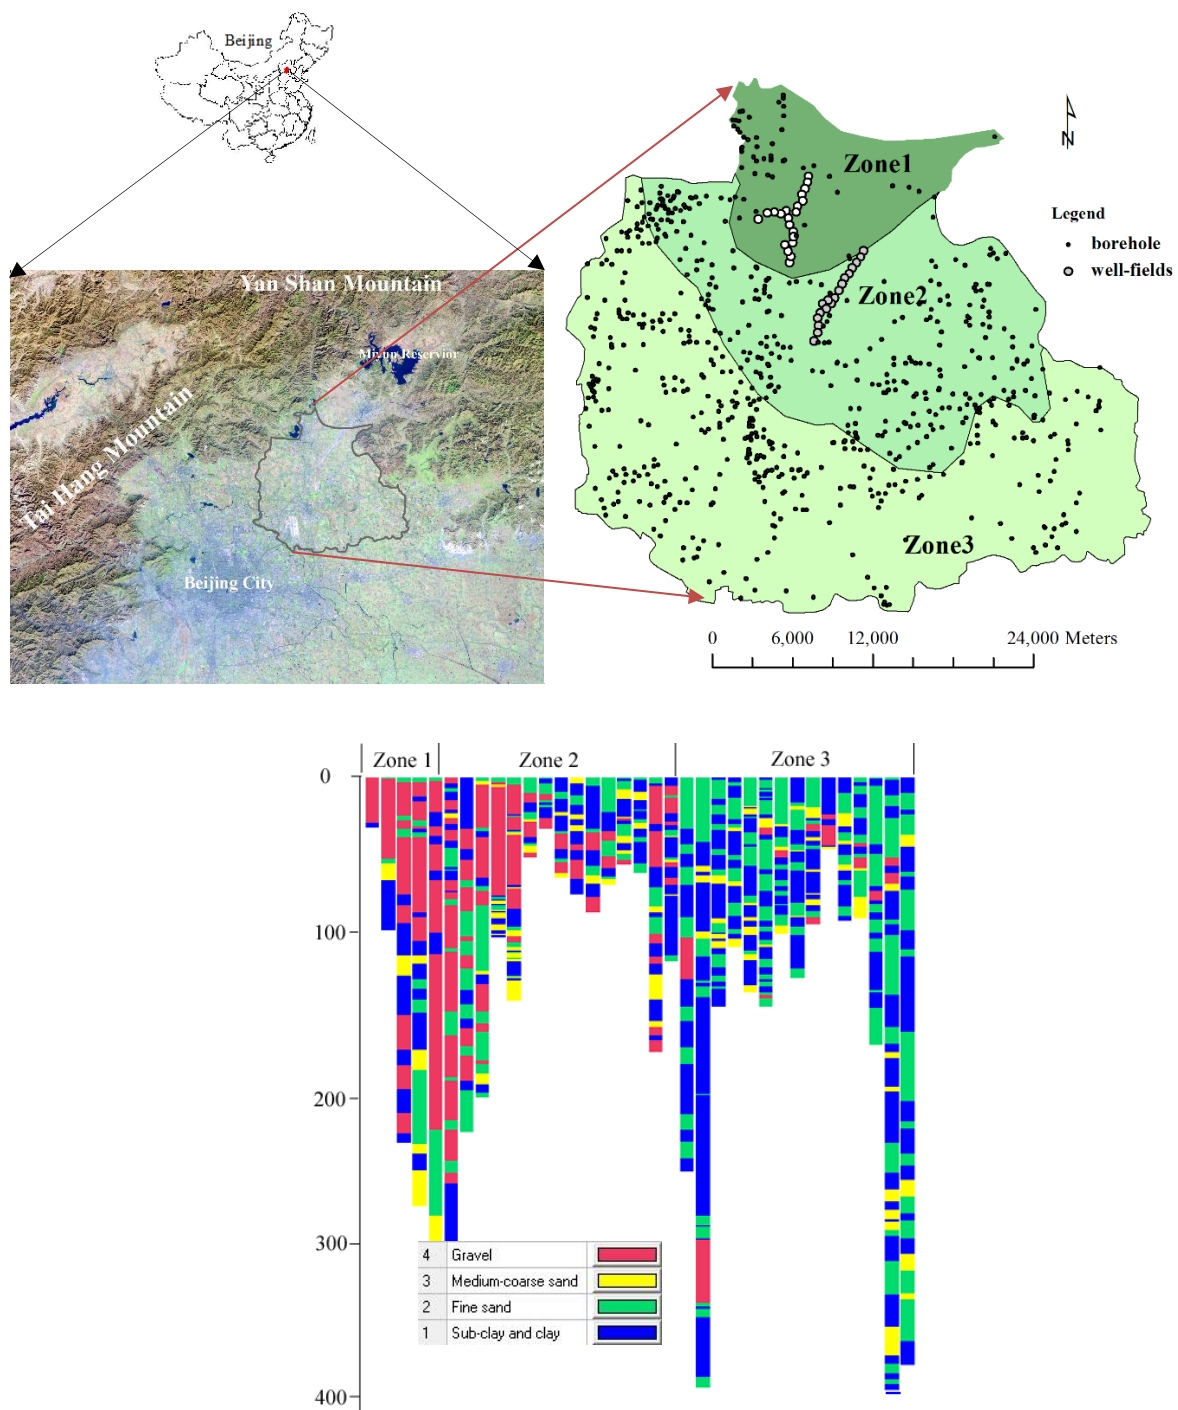 Beijing
Yan Shan Mountain
Miyun Reservior
Tai Hang Mountain
Beijing City
Zone1
Zone2
Zone3
N
Legend
borehole
well-fields
0 6,000 12,000 24,000 Meters
Zone 1 Zone 2 Zone 3
0
100
200
300
400
4 Gravel
3 Medium-coarse sand
2 Fine sand
1 Sub-clay and clay